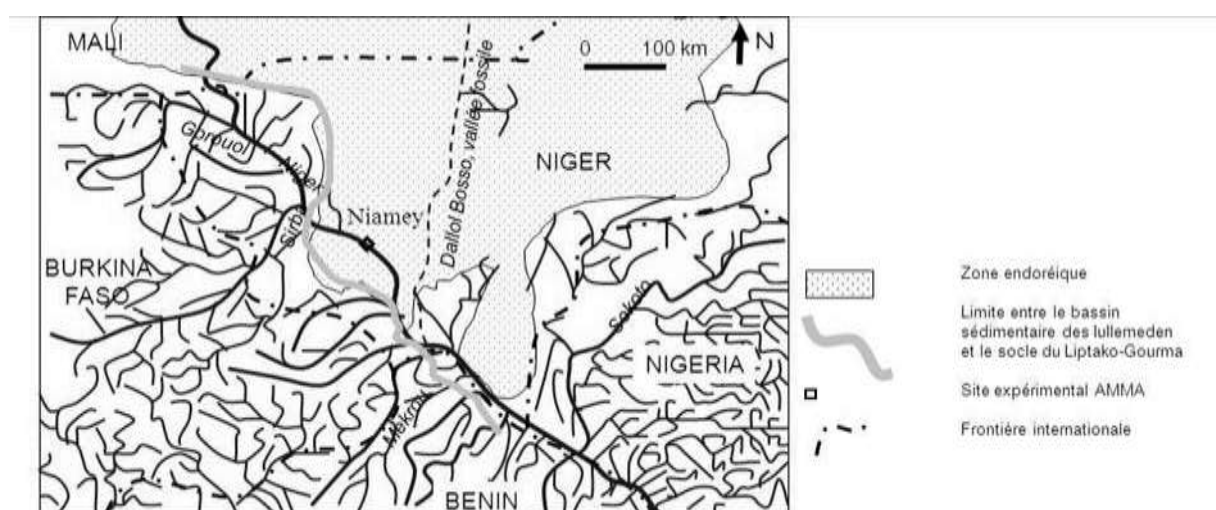 MALI
0 100 km
N
Gorouol
Niger
Dallol Bosso, vallée fossile
NIGER
Sirba
Niamey
BURKINA
FASO
Sokoto
NIGERIA
Mékrou
BENIN
Zone endoréique
Limite entre le bassin
sédimentaire des Iullemeden
et le socle du Liptako-Gourma
Site expérimental AMMA
Frontière internationale